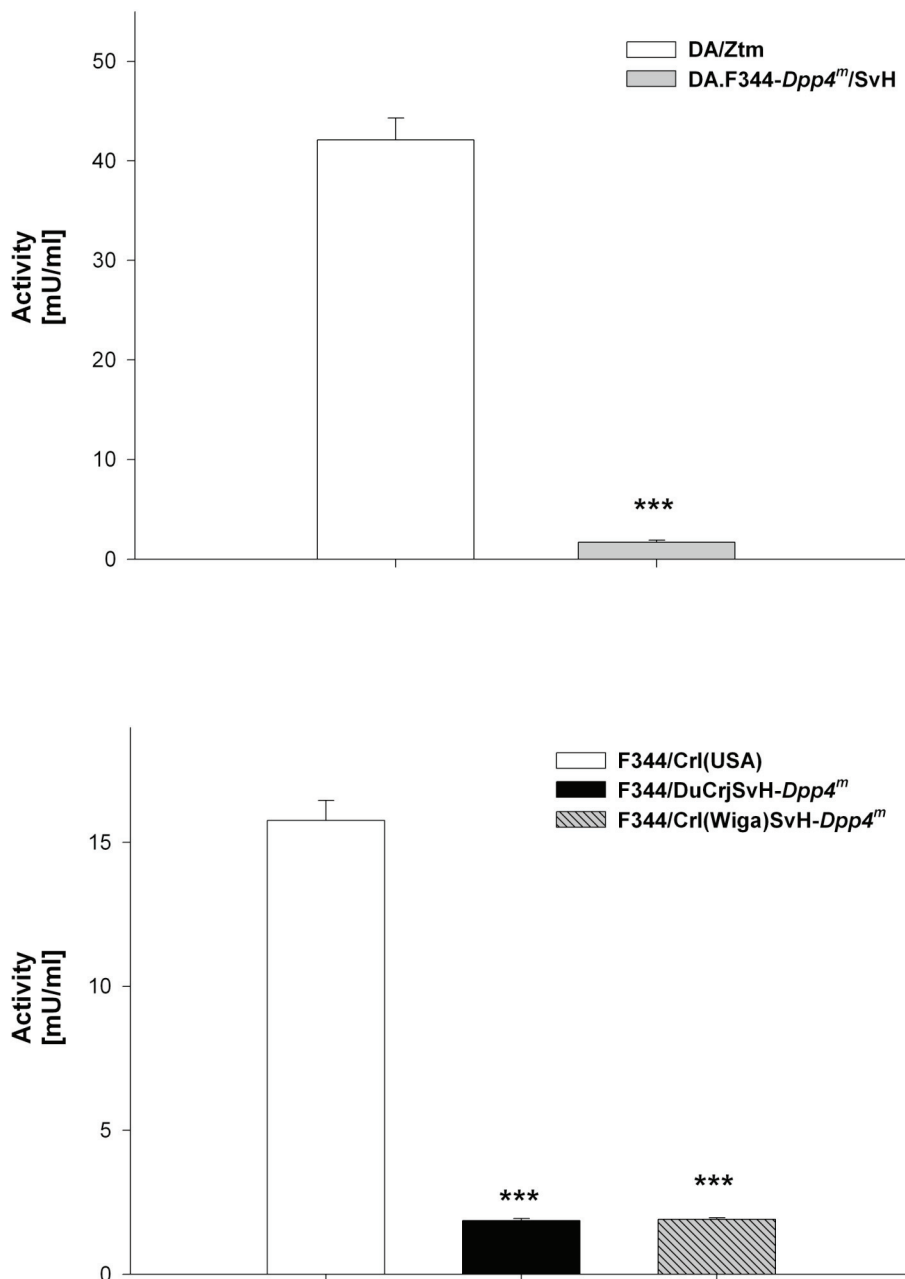 50
DA/Ztm
DA.F344-Dpp4ᵐ/SvH
40
30
Activity
[mU/ml]
20
10
***
0
F344/Crl(USA)
F344/DuCrjSvH-Dpp4ᵐ
F344/Crl(Wiga)SvH-Dpp4ᵐ
15
Activity
[mU/ml]
10
5
***
***
0